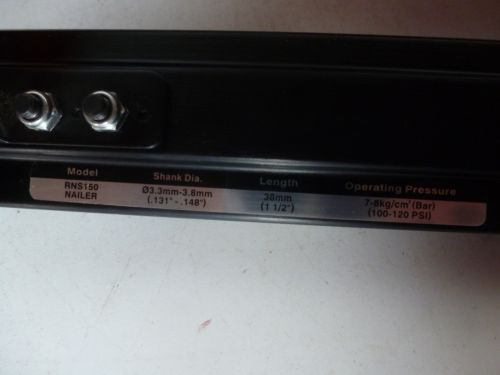 Model Shank Dia. Length Operating Pressure
RNS150 Ø3.3mm-3.8mm 38mm 7-8kg/cm²(Bar)
NAILER (.131" - .148") (1 1/2") (100-120 PSI)